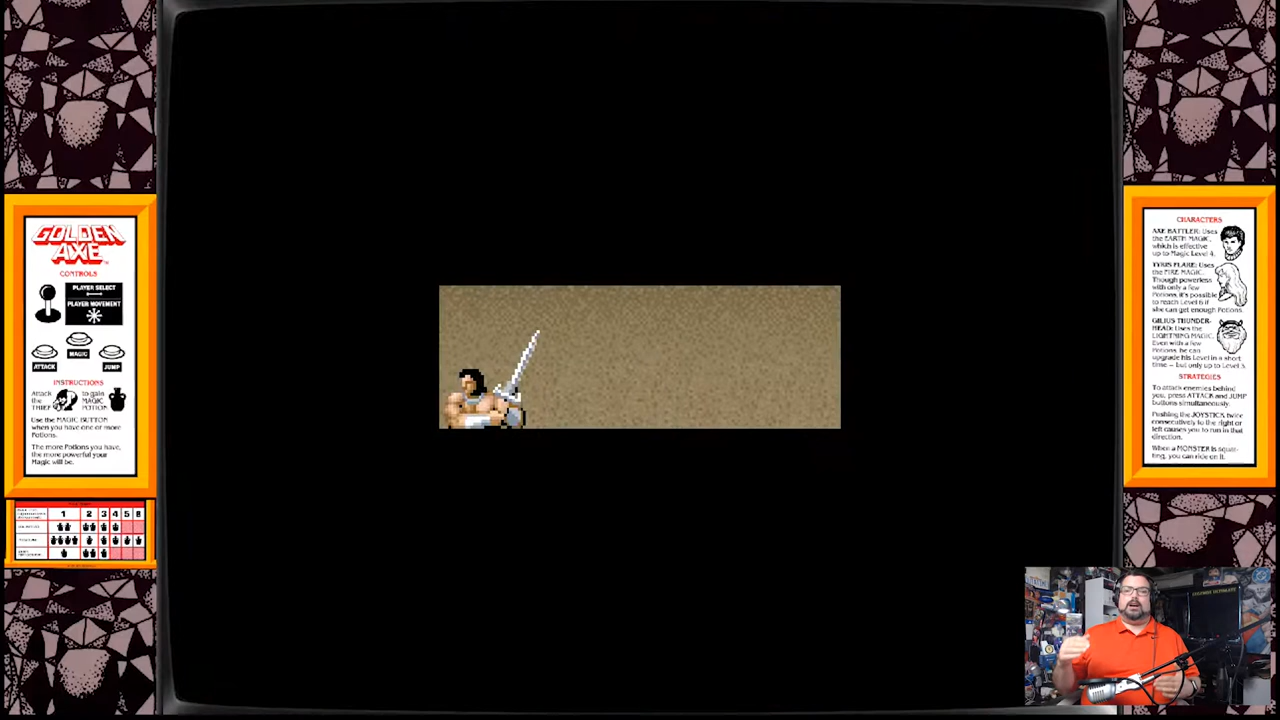 GOLDEN
AXE
CONTROLS
PLAYER SELECT
PLAYER MOVEMENT
MAGIC
ATTACK
JUMP
INSTRUCTIONS
Attack
the
THIEF
to gain
MAGIC
POTION
Use the MAGIC BUTTON
when you have one or more
Potions.
The more Potions you have,
the more powerful your
Magic will be.
1 2 3 4 5 6
CHARACTERS
AXE BATTLER: Uses
the EARTH MAGIC,
which is effective
up to Magic Level 4.
TYRIS FLARE: Uses
the FIRE MAGIC.
Though powerless
with only a few
Potions, it's possible
to reach Level 6 if
she can get enough Potions.
GILIUS THUNDER-
HEAD: Uses the
LIGHTNING MAGIC.
Even with a few
Potions, he can
upgrade his Level in a short
time – but only up to Level 3.
STRATEGIES
To attack enemies behind
you, press ATTACK and JUMP
buttons simultaneously.
Pushing the JOYSTICK twice
consecutively to the right or
left causes you to run in that
direction.
When a MONSTER is squat-
ting, you can ride on it.